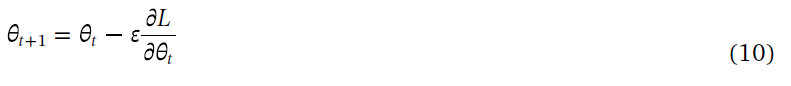 θ_{t+1} = θ_t − ε ∂L/∂θ_t (10)